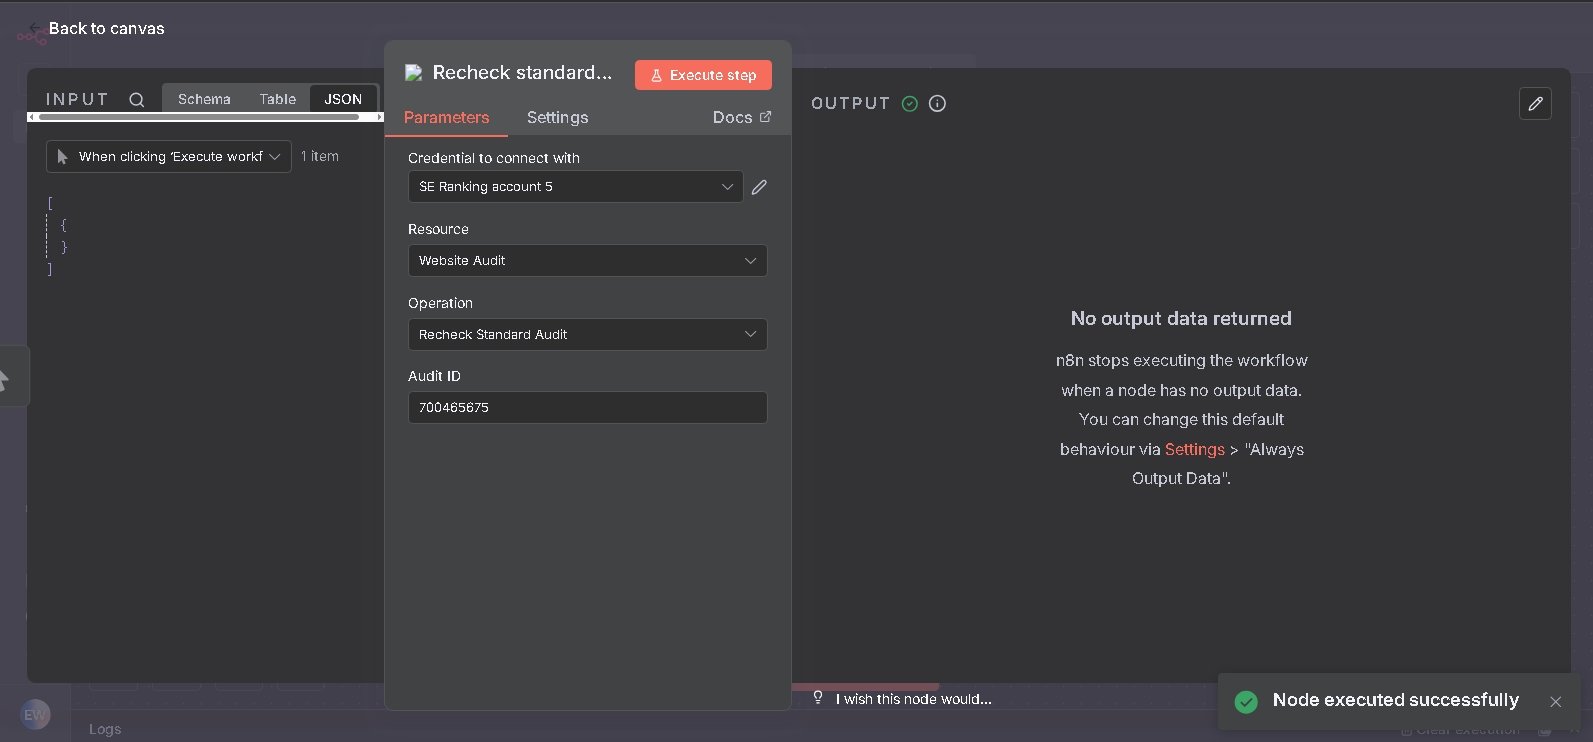 Back to canvas
INPUT
Schema
Table
JSON
When clicking ‘Execute workf
1 item
[
{
}
]
Recheck standard...
Execute step
Parameters
Settings
Docs
Credential to connect with
SE Ranking account 5
Resource
Website Audit
Operation
Recheck Standard Audit
Audit ID
700465675
OUTPUT
No output data returned
n8n stops executing the workflow
when a node has no output data.
You can change this default
behaviour via Settings > "Always
Output Data".
I wish this node would...
Node executed successfully
EW
Logs
Clear execution